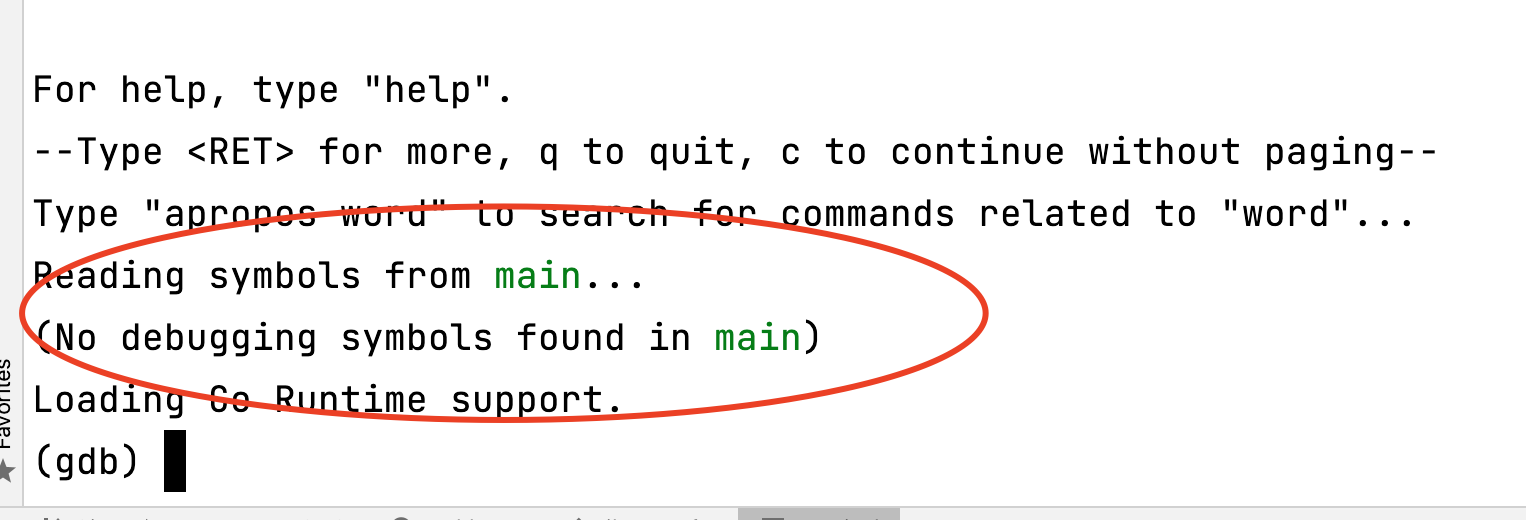 For help, type "help".
--Type <RET> for more, q to quit, c to continue without paging--
Type "apropos word" to search for commands related to "word"...
Reading symbols from main...
(No debugging symbols found in main)
Loading Go Runtime support.
(gdb)
Favorites